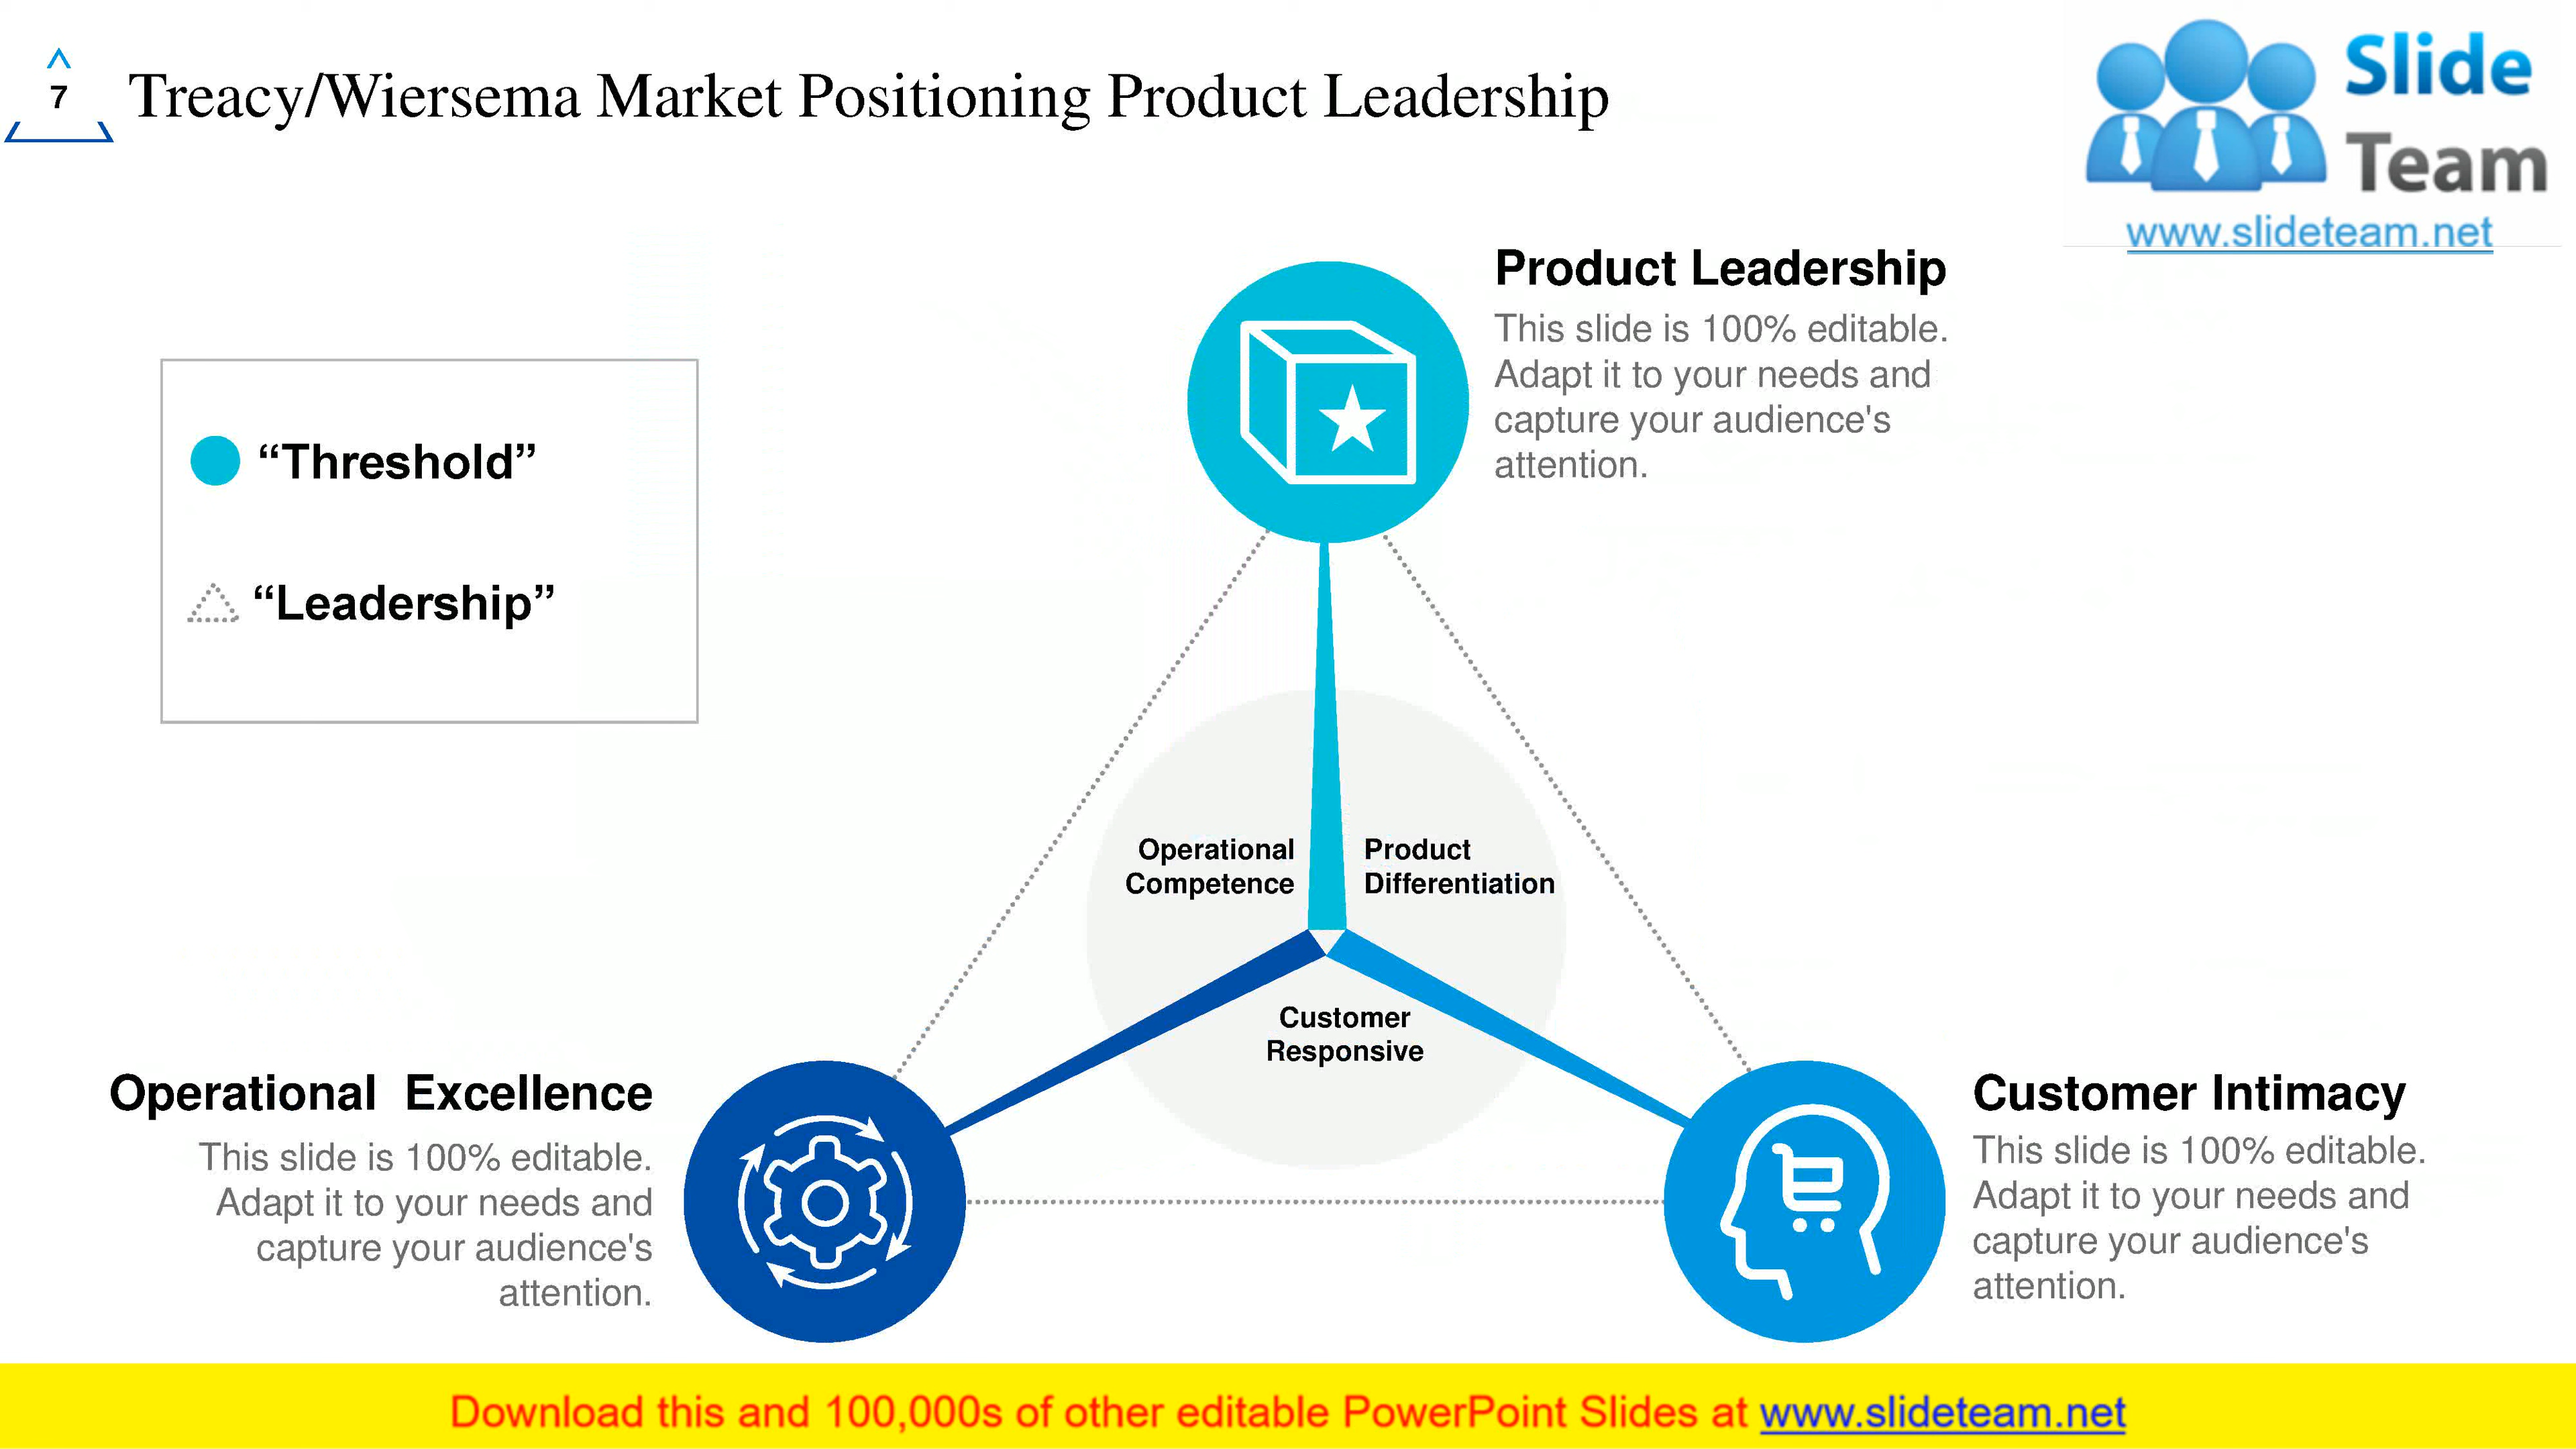 7
Treacy/Wiersema Market Positioning Product Leadership
Slide
Team
www.slideteam.net
Product Leadership
This slide is 100% editable.
Adapt it to your needs and
capture your audience's
attention.
“Threshold”
“Leadership”
Operational
Competence
Product
Differentiation
Customer
Responsive
Operational Excellence
This slide is 100% editable.
Adapt it to your needs and
capture your audience's
attention.
Customer Intimacy
This slide is 100% editable.
Adapt it to your needs and
capture your audience's
attention.
Download this and 100,000s of other editable PowerPoint Slides at www.slideteam.net